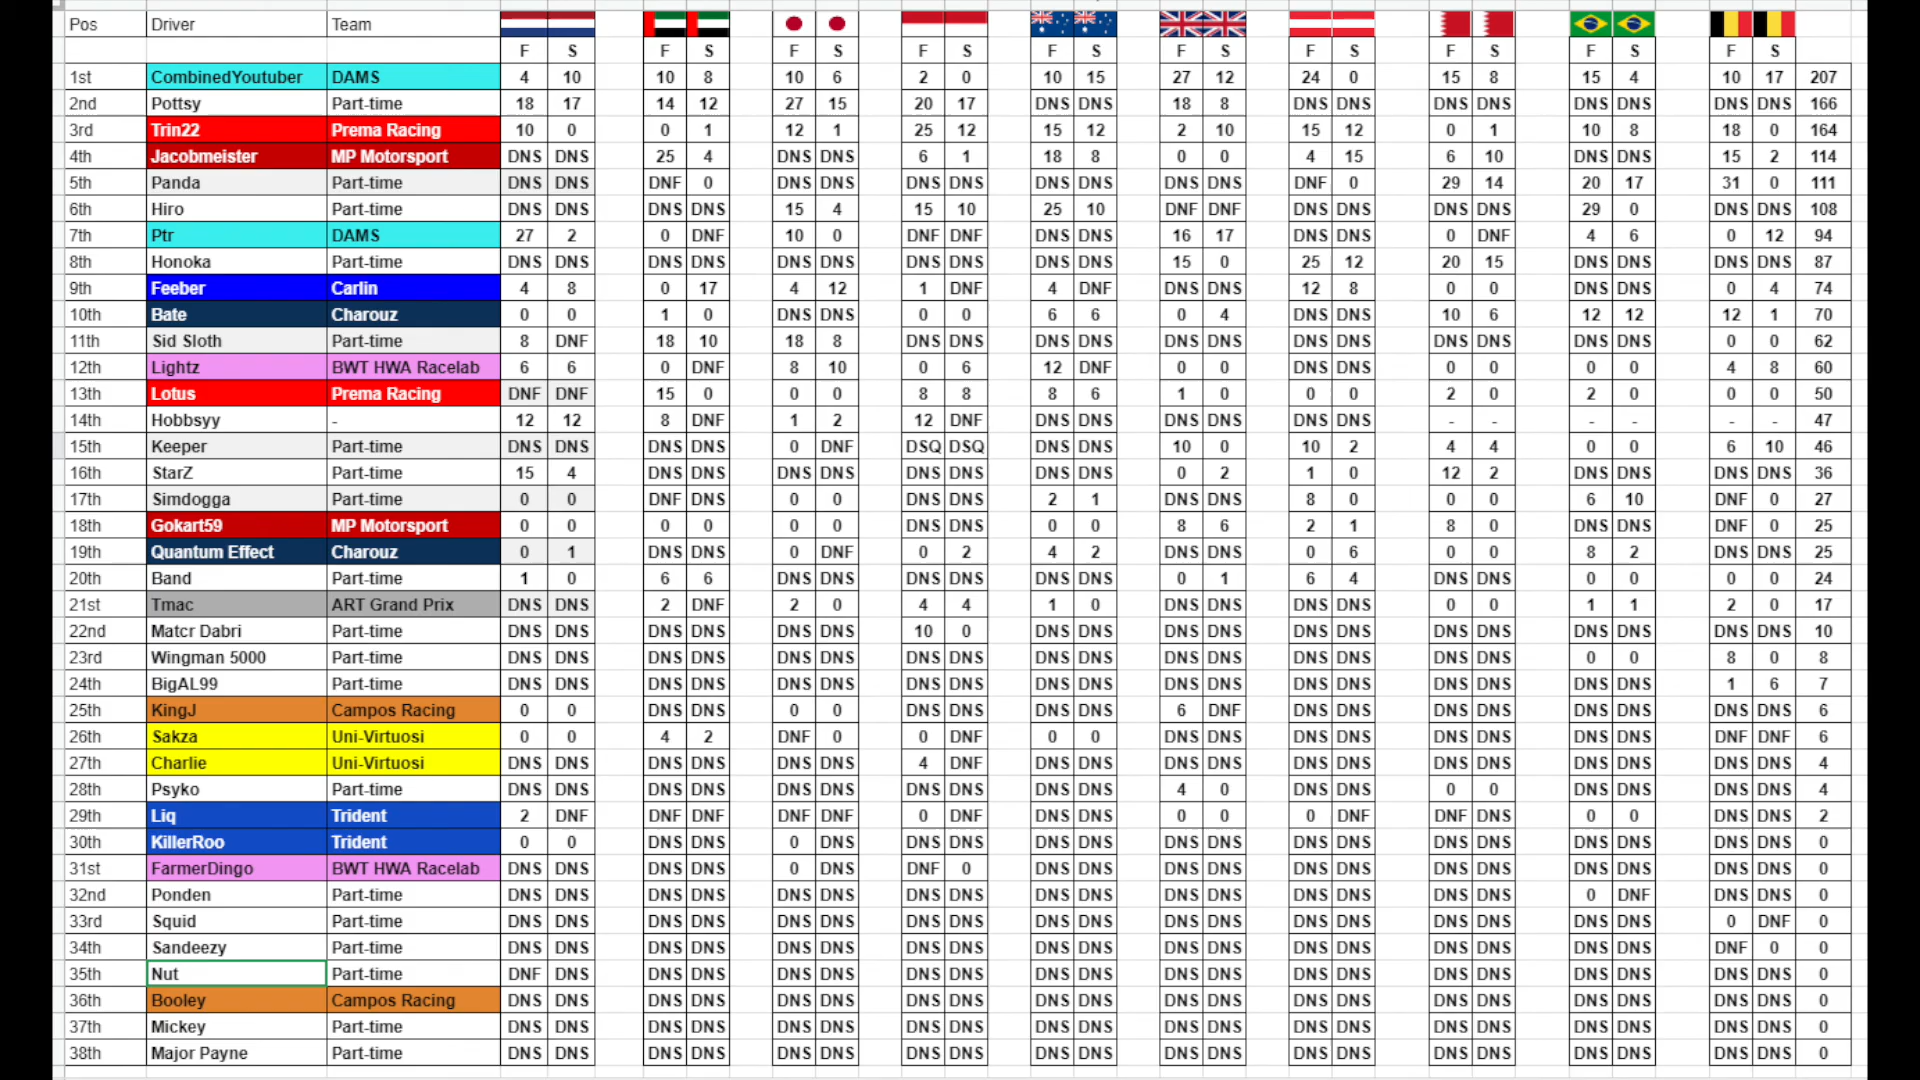 Pos Driver Team
F S F S F S F S F S F S F S F S F S F S
1st CombinedYoutuber DAMS 4 10 10 8 10 6 2 0 10 15 27 12 24 0 15 8 15 4 10 17 207
2nd Pottsy Part-time 18 17 14 12 27 15 20 17 DNS DNS 18 8 DNS DNS DNS DNS DNS DNS DNS DNS 166
3rd Trin22 Prema Racing 10 0 0 1 12 1 25 12 15 12 2 10 15 12 0 1 10 8 18 0 164
4th Jacobmeister MP Motorsport DNS DNS 25 4 DNS DNS 6 1 18 8 0 0 4 15 6 10 DNS DNS 15 2 114
5th Panda Part-time DNS DNS DNF 0 DNS DNS DNS DNS DNS DNS DNS DNS DNF 0 29 14 20 17 31 0 111
6th Hiro Part-time DNS DNS DNS DNS 15 4 15 10 25 10 DNF DNF DNS DNS DNS DNS 29 0 DNS DNS 108
7th Ptr DAMS 27 2 0 DNF 10 0 DNF DNF DNS DNS 16 17 DNS DNS 0 DNF 4 6 0 12 94
8th Honoka Part-time DNS DNS DNS DNS DNS DNS DNS DNS DNS DNS 15 0 25 12 20 15 DNS DNS DNS DNS 87
9th Feeber Carlin 4 8 0 17 4 12 1 DNF 4 DNF DNS DNS 12 8 0 0 DNS DNS 0 4 74
10th Bate Charouz 0 0 1 0 DNS DNS 0 0 6 6 0 4 DNS DNS 10 6 12 12 12 1 70
11th Sid Sloth Part-time 8 DNF 18 10 18 8 DNS DNS DNS DNS DNS DNS DNS DNS DNS DNS DNS DNS 0 0 62
12th Lightz BWT HWA Racelab 6 6 0 DNF 8 10 0 6 12 DNF 0 0 DNS DNS 0 0 0 0 4 8 60
13th Lotus Prema Racing DNF DNF 15 0 0 0 8 8 8 6 1 0 0 0 2 0 2 0 0 0 50
14th Hobbsyy - 12 12 8 DNF 1 2 12 DNF DNS DNS DNS DNS DNS DNS - - - - - - 47
15th Keeper Part-time DNS DNS DNS DNS 0 DNF DSQ DSQ DNS DNS 10 0 10 2 4 4 0 0 6 10 46
16th StarZ Part-time 15 4 DNS DNS DNS DNS DNS DNS DNS DNS 0 2 1 0 12 2 DNS DNS DNS DNS 36
17th Simdogga Part-time 0 0 DNF DNS 0 0 DNS DNS 2 1 DNS DNS 8 0 0 0 6 10 DNF 0 27
18th Gokart59 MP Motorsport 0 0 0 0 0 0 DNS DNS 0 0 8 6 2 1 8 0 DNS DNS DNF 0 25
19th Quantum Effect Charouz 0 1 DNS DNS 0 DNF 0 2 4 2 DNS DNS 0 6 0 0 8 2 DNS DNS 25
20th Band Part-time 1 0 6 6 DNS DNS DNS DNS DNS DNS 0 1 6 4 DNS DNS 0 0 0 0 24
21st Tmac ART Grand Prix DNS DNS 2 DNF 2 0 4 4 1 0 DNS DNS DNS DNS 0 0 1 1 2 0 17
22nd Matcr Dabri Part-time DNS DNS DNS DNS DNS DNS 10 0 DNS DNS DNS DNS DNS DNS DNS DNS DNS DNS DNS DNS 10
23rd Wingman 5000 Part-time DNS DNS DNS DNS DNS DNS DNS DNS DNS DNS DNS DNS DNS DNS DNS DNS 0 0 8 0 8
24th BigAL99 Part-time DNS DNS DNS DNS DNS DNS DNS DNS DNS DNS DNS DNS DNS DNS DNS DNS DNS DNS 1 6 7
25th KingJ Campos Racing 0 0 DNS DNS 0 0 DNS DNS DNS DNS 6 DNF DNS DNS DNS DNS DNS DNS DNS DNS 6
26th Sakza Uni-Virtuosi 0 0 4 2 DNF 0 0 DNF 0 0 DNS DNS DNS DNS DNS DNS DNS DNS DNF DNF 6
27th Charlie Uni-Virtuosi DNS DNS DNS DNS DNS DNS 4 DNF DNS DNS DNS DNS DNS DNS DNS DNS DNS DNS DNS DNS 4
28th Psyko Part-time DNS DNS DNS DNS DNS DNS DNS DNS DNS DNS 4 0 DNS DNS 0 0 DNS DNS DNS DNS 4
29th Liq Trident 2 DNF DNF DNF DNF DNF 0 DNF DNS DNS 0 0 0 DNF DNF DNS 0 0 DNS DNS 2
30th KillerRoo Trident 0 0 DNS DNS 0 DNS DNS DNS DNS DNS DNS DNS DNS DNS DNS DNS DNS DNS DNS DNS 0
31st FarmerDingo BWT HWA Racelab DNS DNS DNS DNS 0 DNS DNF 0 DNS DNS DNS DNS DNS DNS DNS DNS DNS DNS DNS DNS 0
32nd Ponden Part-time DNS DNS DNS DNS DNS DNS DNS DNS DNS DNS DNS DNS DNS DNS DNS DNS 0 DNF DNS DNS 0
33rd Squid Part-time DNS DNS DNS DNS DNS DNS DNS DNS DNS DNS DNS DNS DNS DNS DNS DNS DNS DNS 0 DNF 0
34th Sandeezy Part-time DNS DNS DNS DNS DNS DNS DNS DNS DNS DNS DNS DNS DNS DNS DNS DNS DNS DNS DNF 0 0
35th Nut Part-time DNF DNS DNS DNS DNS DNS DNS DNS DNS DNS DNS DNS DNS DNS DNS DNS DNS DNS DNS DNS 0
36th Booley Campos Racing DNS DNS DNS DNS DNS DNS DNS DNS DNS DNS DNS DNS DNS DNS DNS DNS DNS DNS DNS DNS 0
37th Mickey Part-time DNS DNS DNS DNS DNS DNS DNS DNS DNS DNS DNS DNS DNS DNS DNS DNS DNS DNS DNS DNS 0
38th Major Payne Part-time DNS DNS DNS DNS DNS DNS DNS DNS DNS DNS DNS DNS DNS DNS DNS DNS DNS DNS DNS DNS 0